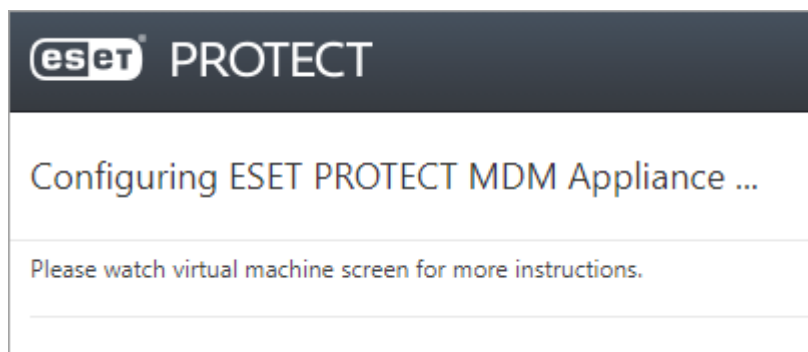 eset PROTECT
Configuring ESET PROTECT MDM Appliance ...
Please watch virtual machine screen for more instructions.